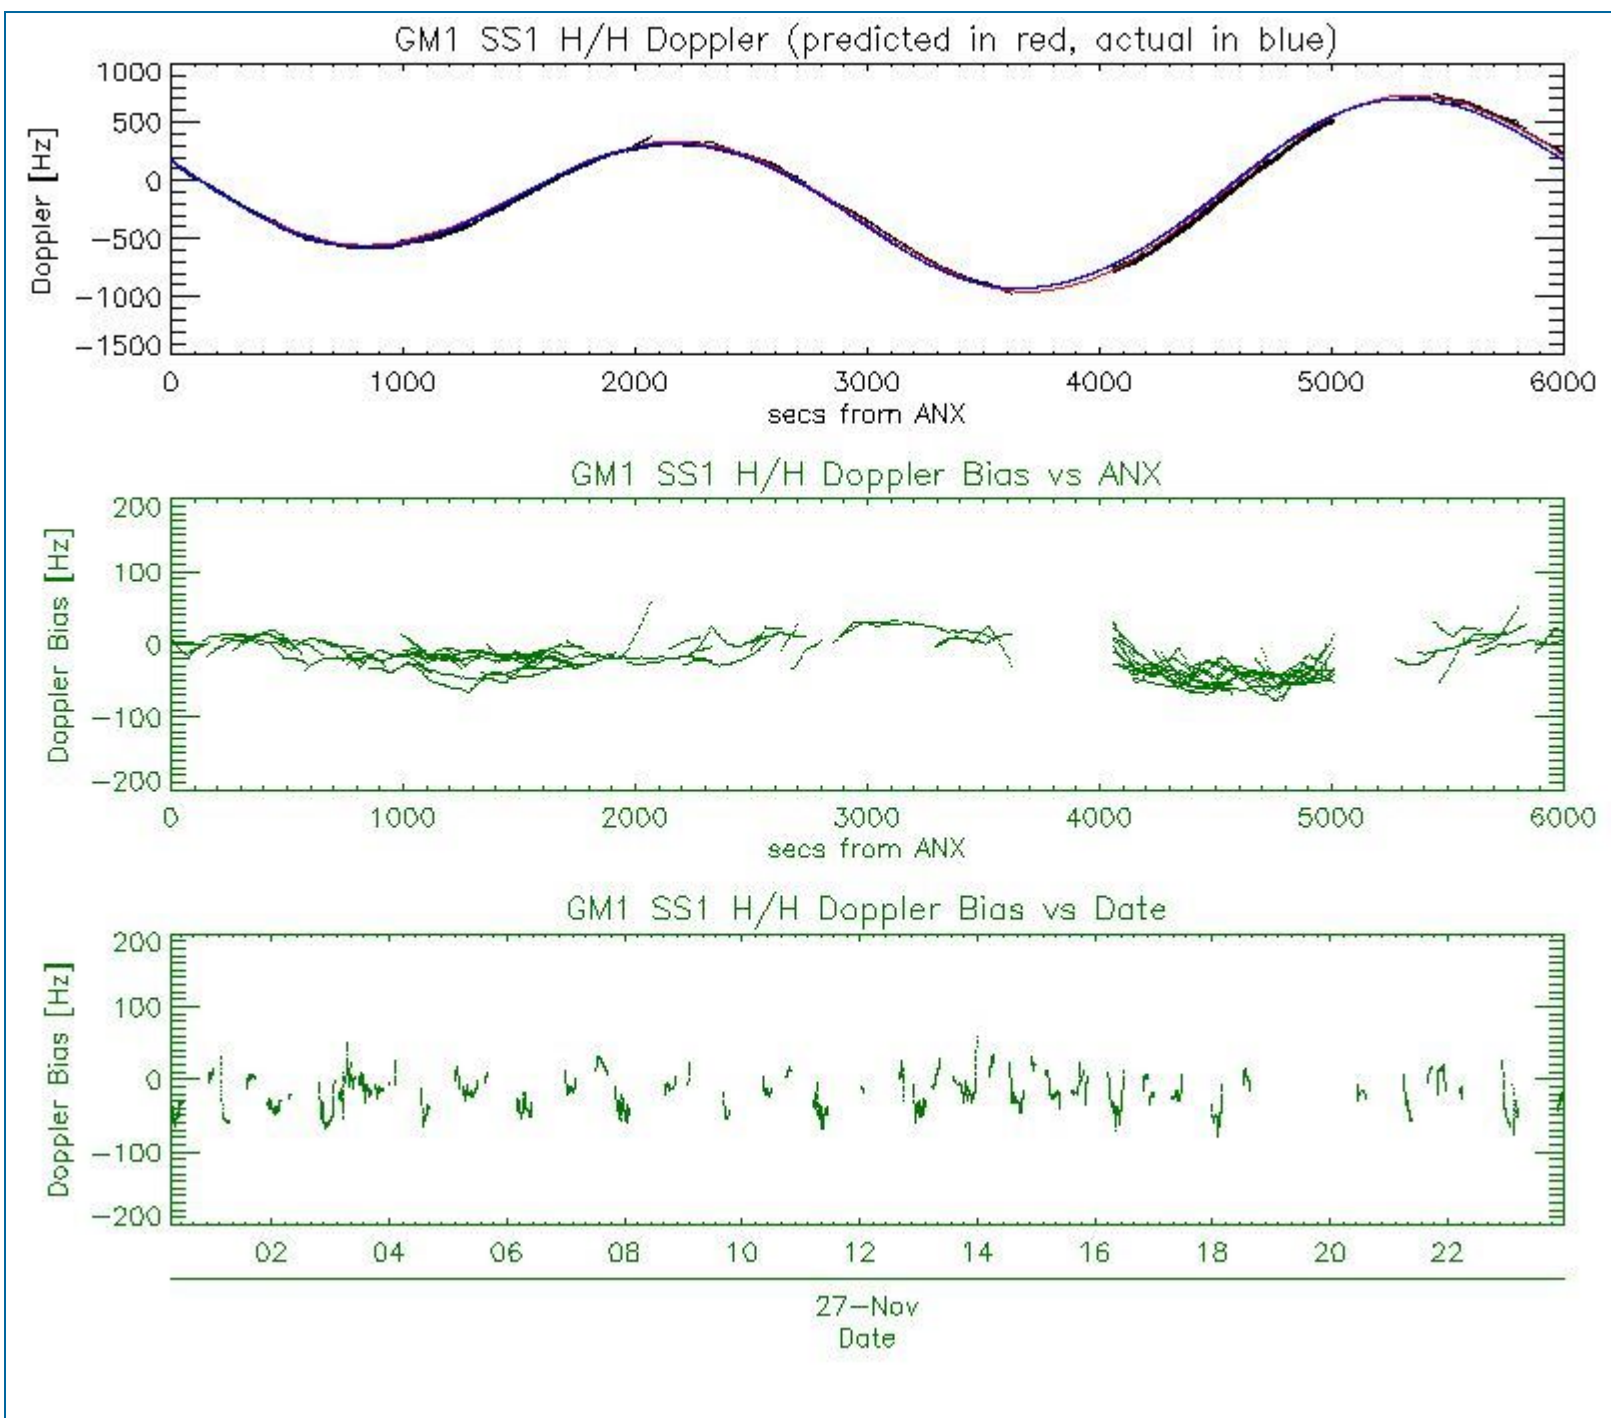 GM1 SS1 H/H Doppler (predicted in red, actual in blue)
Doppler [Hz]
1000
500
0
−500
−1000
−1500
0 1000 2000 3000 4000 5000 6000
secs from ANX
GM1 SS1 H/H Doppler Bias vs ANX
Doppler Bias [Hz]
200
100
0
−100
−200
0 1000 2000 3000 4000 5000 6000
secs from ANX
GM1 SS1 H/H Doppler Bias vs Date
Doppler Bias [Hz]
200
100
0
−100
−200
02 04 06 08 10 12 14 16 18 20 22
27−Nov
Date